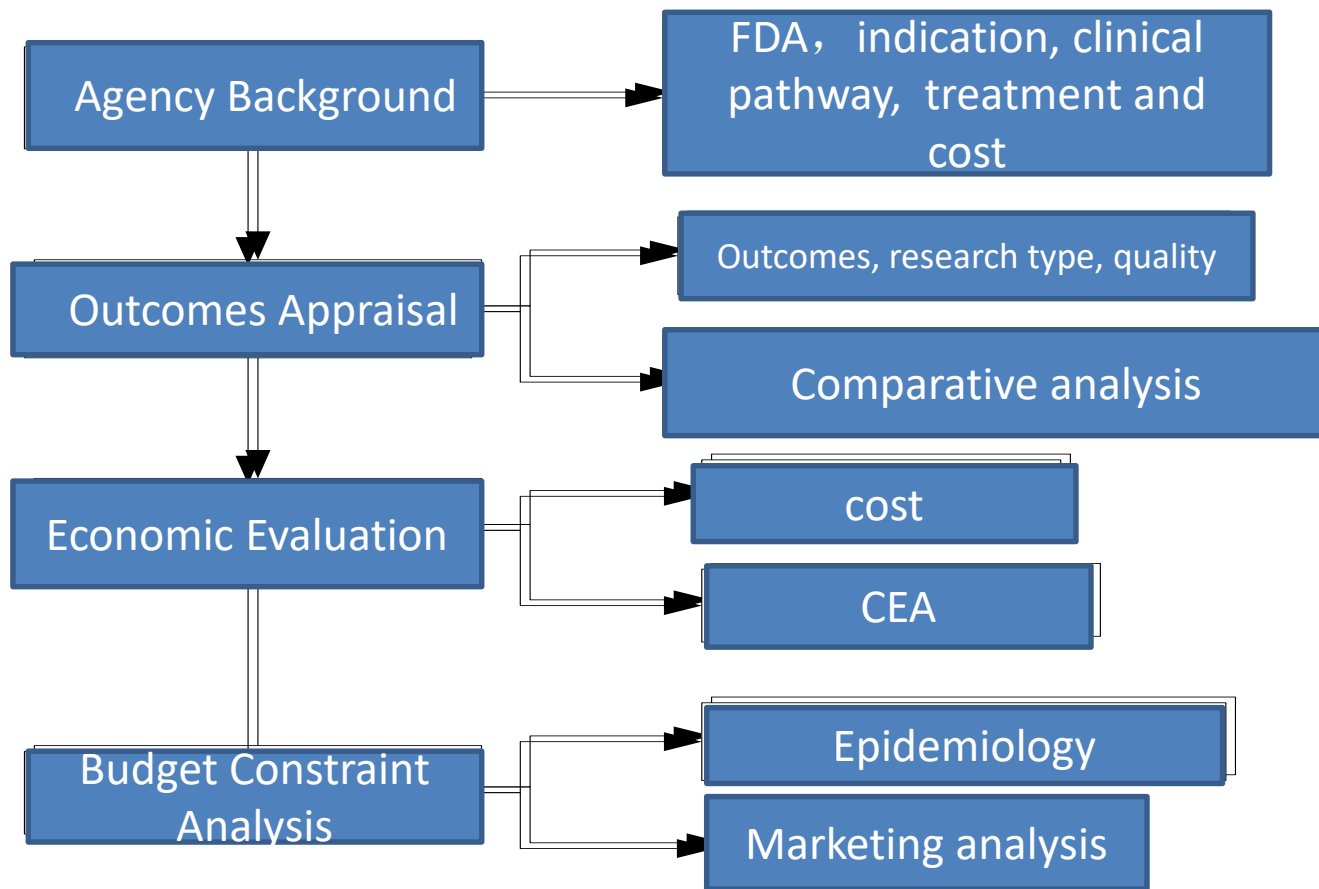 Agency Background
FDA， indication, clinical
pathway, treatment and
cost
Outcomes Appraisal
Outcomes, research type, quality
Comparative analysis
Economic Evaluation
cost
CEA
Budget Constraint
Analysis
Epidemiology
Marketing analysis